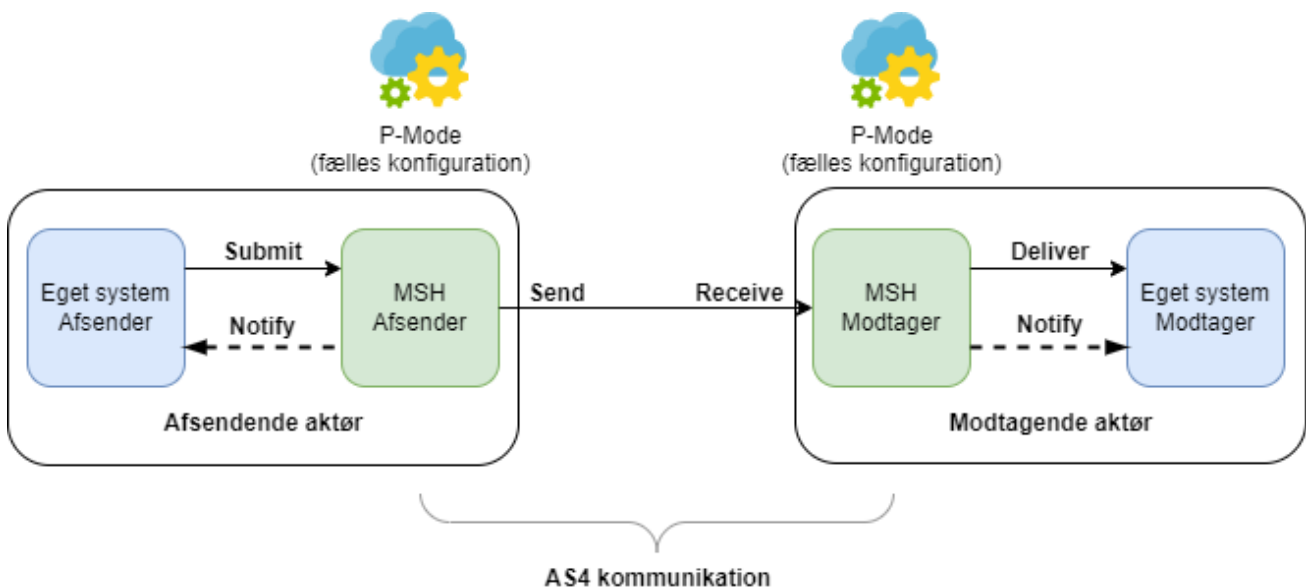 P-Mode
(fælles konfiguration)
P-Mode
(fælles konfiguration)
Eget system
Afsender
Submit
Notify
MSH
Afsender
Send
Receive
MSH
Modtager
Deliver
Notify
Eget system
Modtager
Afsendende aktør
Modtagende aktør
AS4 kommunikation